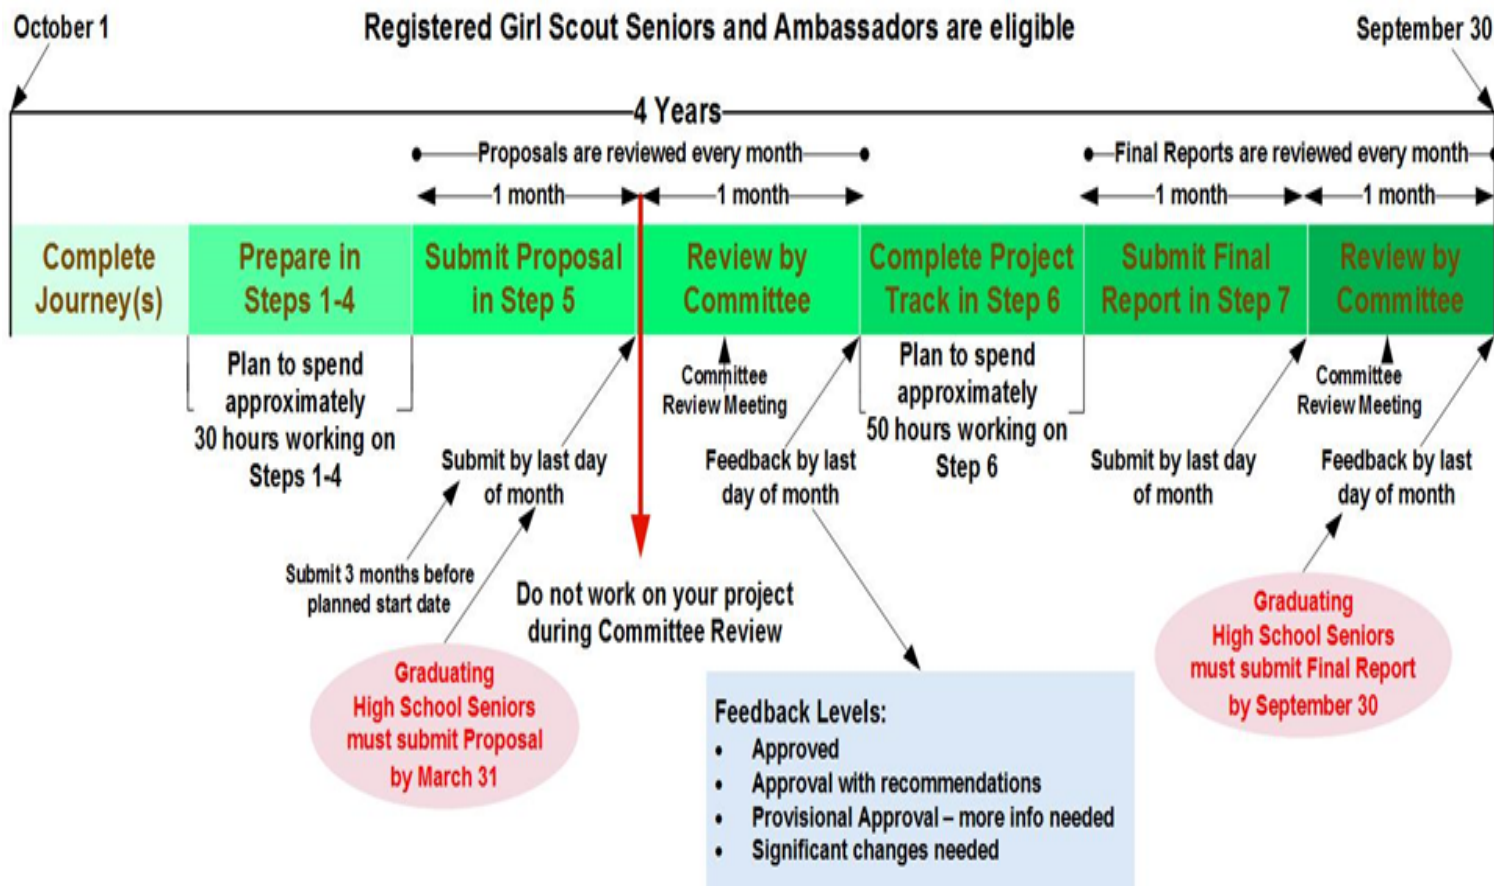 October 1
Registered Girl Scout Seniors and Ambassadors are eligible
September 30
4 Years
Proposals are reviewed every month
Final Reports are reviewed every month
1 month
1 month
1 month
1 month
Complete
Journey(s)
Prepare in
Steps 1-4
Submit Proposal
in Step 5
Review by
Committee
Complete Project
Track in Step 6
Submit Final
Report in Step 7
Review by
Committee
Plan to spend
approximately
30 hours working on
Steps 1-4
Committee
Review Meeting
Plan to spend
approximately
50 hours working on
Step 6
Committee
Review Meeting
Submit by last day
of month
Feedback by last
day of month
Submit by last day
of month
Feedback by last
day of month
Submit 3 months before
planned start date
Do not work on your project
during Committee Review
Graduating
High School Seniors
must submit Proposal
by March 31
Graduating
High School Seniors
must submit Final Report
by September 30
Feedback Levels:
• Approved
• Approval with recommendations
• Provisional Approval – more info needed
• Significant changes needed